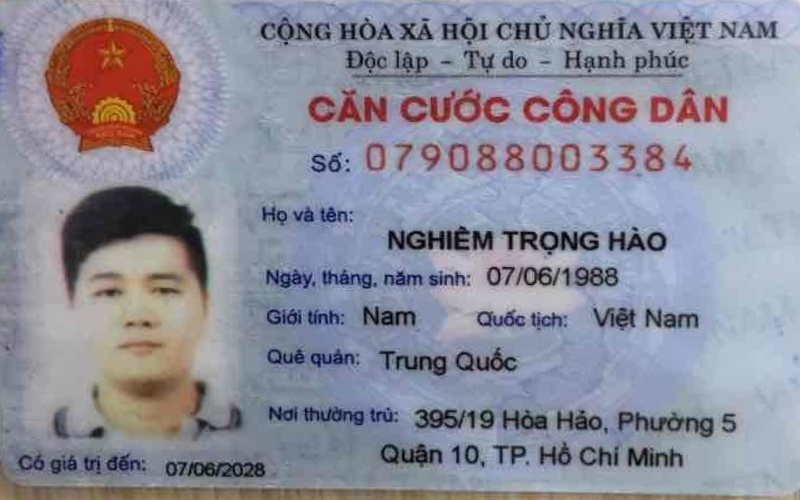 CỘNG HÒA XÃ HỘI CHỦ NGHĨA VIỆT NAM
Độc lập - Tự do - Hạnh phúc
CĂN CƯỚC CÔNG DÂN
Số: 079088003384
Họ và tên:
NGHIÊM TRỌNG HÀO
Ngày, tháng, năm sinh: 07/06/1988
Giới tính: Nam Quốc tịch: Việt Nam
Quê quán: Trung Quốc
Nơi thường trú: 395/19 Hòa Hảo, Phường 5
Quận 10, TP. Hồ Chí Minh
Có giá trị đến: 07/06/2028